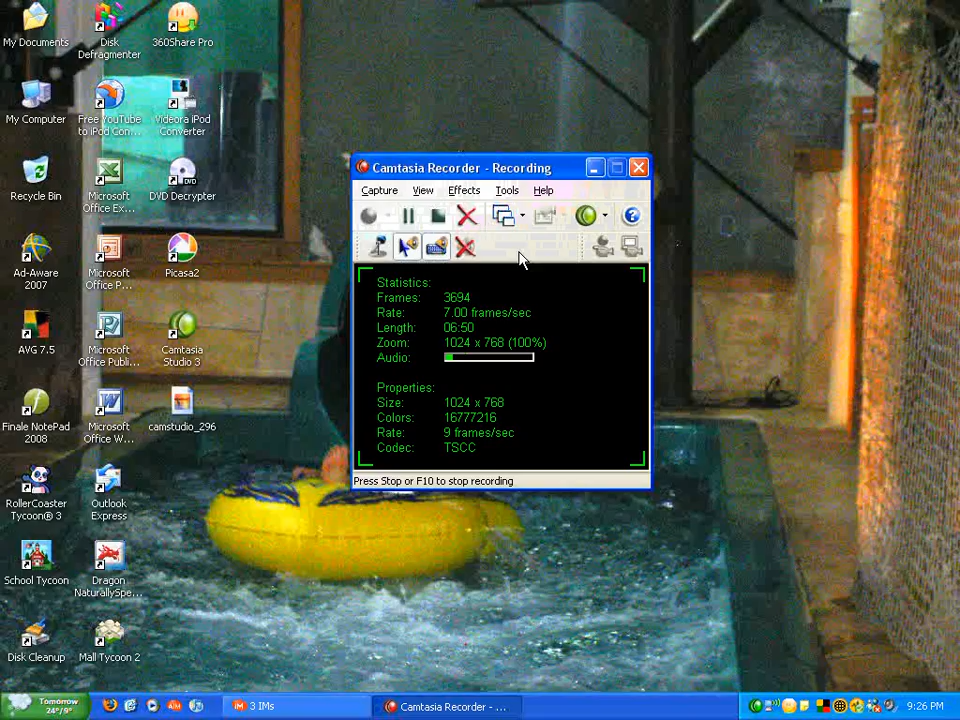 My Documents
Disk
Defragmenter
360Share Pro
My Computer
Free YouTube
to iPod Con...
Videora iPod
Converter
Recycle Bin
Microsoft
Office Ex...
DVD Decrypter
Ad-Aware
2007
Microsoft
Office P...
Picasa2
AVG 7.5
Microsoft
Office Publi...
Camtasia
Studio 3
Finale NotePad
2008
Microsoft
Office W...
camstudio_296
RollerCoaster
Tycoon® 3
Outlook
Express
School Tycoon
Dragon
NaturallySpe...
Disk Cleanup
Mall Tycoon 2
Camtasia Recorder - Recording
Capture View Effects Tools Help
Statistics:
Frames: 3694
Rate: 7.00 frames/sec
Length: 06:50
Zoom: 1024 x 768 (100%)
Audio:
Properties:
Size: 1024 x 768
Colors: 16777216
Rate: 9 frames/sec
Codec: TSCC
Press Stop or F10 to stop recording
Tomorrow
24°/9°
3 IMs
Camtasia Recorder - ...
9:26 PM